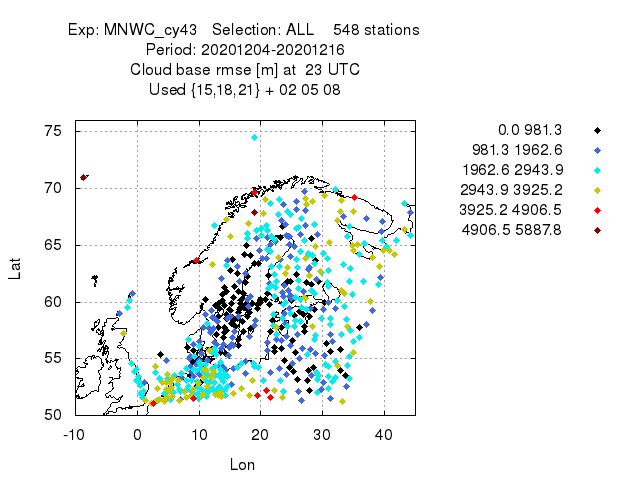 Exp: MNWC_cy43   Selection: ALL    548 stations
Period: 20201204-20201216
Cloud base rmse [m] at  23 UTC
Used {15,18,21} + 02 05 08
0.0 981.3
981.3 1962.6
1962.6 2943.9
2943.9 3925.2
3925.2 4906.5
4906.5 5887.8
75
70
65
60
55
50
Lat
-10 0 10 20 30 40
Lon